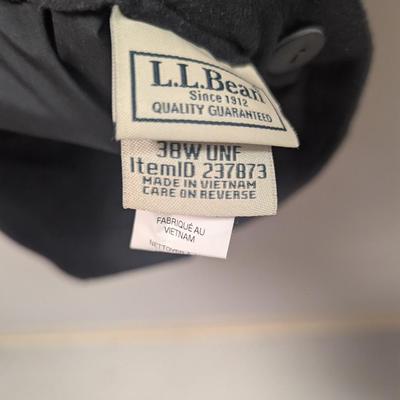 L.L.Bean
Since 1912
QUALITY GUARANTEED
38W UNF
ItemID 237873
MADE IN VIETNAM
CARE ON REVERSE
FABRIQUÉ AU
VIETNAM